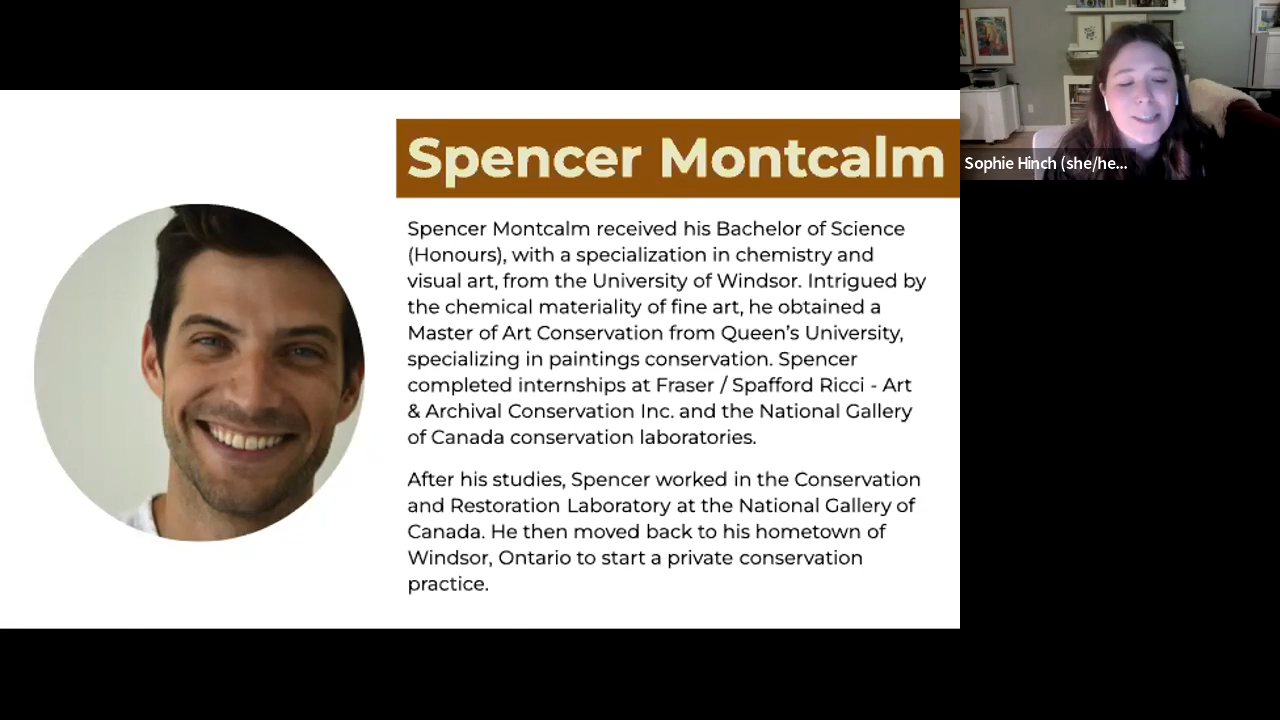 Spencer Montcalm
Spencer Montcalm received his Bachelor of Science
(Honours), with a specialization in chemistry and
visual art, from the University of Windsor. Intrigued by
the chemical materiality of fine art, he obtained a
Master of Art Conservation from Queen’s University,
specializing in paintings conservation. Spencer
completed internships at Fraser / Spafford Ricci - Art
& Archival Conservation Inc. and the National Gallery
of Canada conservation laboratories.
After his studies, Spencer worked in the Conservation
and Restoration Laboratory at the National Gallery of
Canada. He then moved back to his hometown of
Windsor, Ontario to start a private conservation
practice.
Sophie Hinch (she/he...